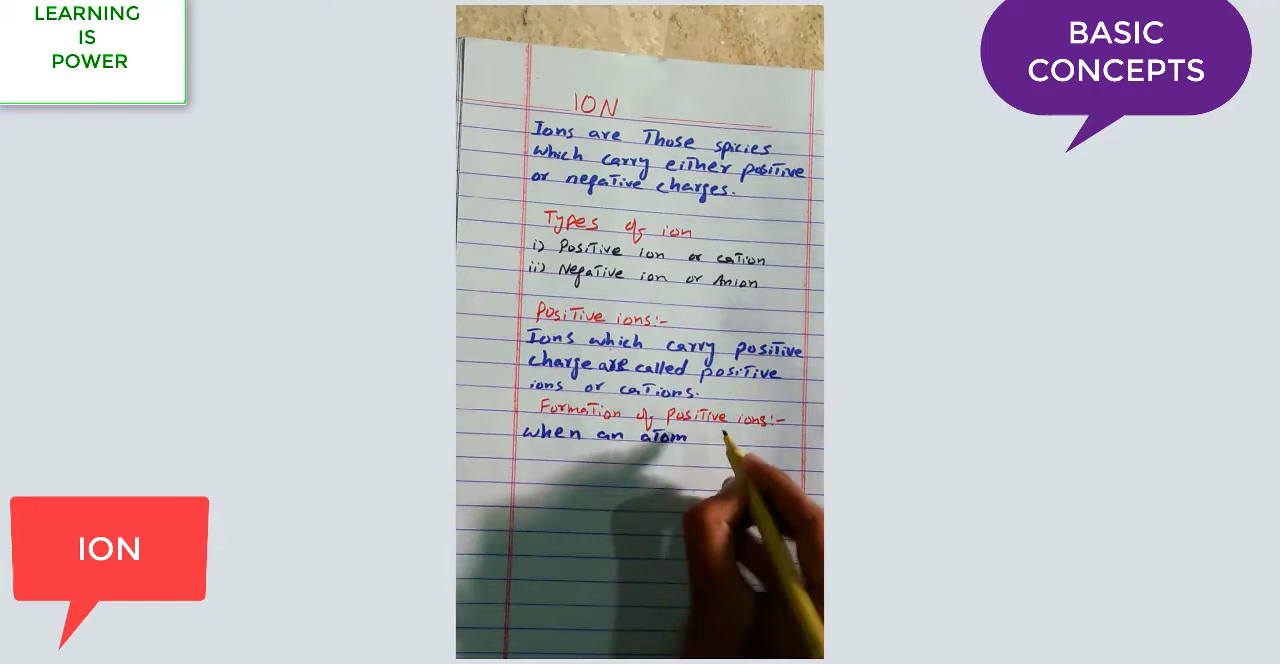 LEARNING
IS
POWER
BASIC
CONCEPTS
ION
Ions are Those spicies
which carry either positive
or negative charges.
Types of ion
i) Positive ion or cation
ii) Negative ion or Anion
Positive ions:-
Ions which carry positive
charge are called positive
ions or cations.
Formation of positive ions:-
when an atom
ION